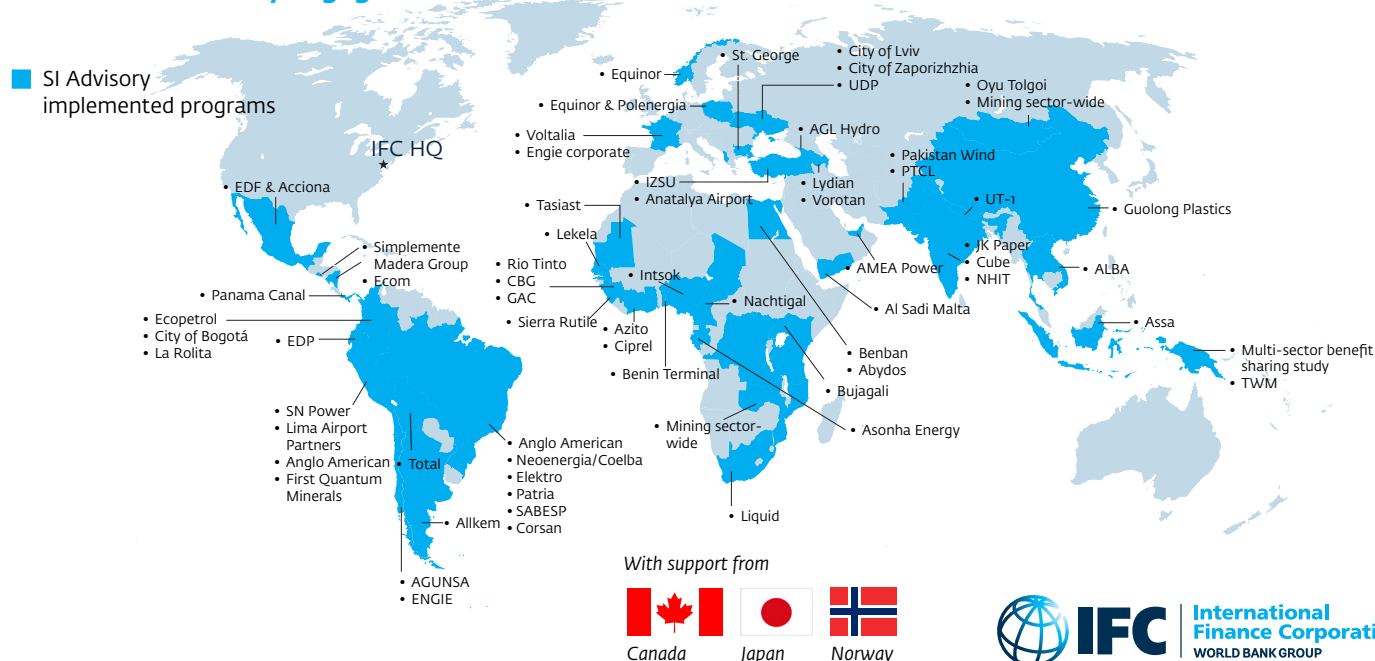 SI Advisory
implemented programs
IFC HQ
• EDF & Acciona
• Simplemente
Madera Group
• Ecom
• Panama Canal
• Ecopetrol
• City of Bogotá
• La Rolita
• EDP
• SN Power
• Lima Airport
Partners
• Anglo American
• First Quantum
Minerals
• Total
• Allkem
• AGUNSA
• ENGIE
• Anglo American
• Neoenergia/Coelba
• Elektro
• Patria
• SABESP
• Corsan
• Equinor
• St. George
• City of Lviv
• City of Zaporizhzhia
• UDP
• Equinor & Polenergia
• Voltalia
• Engie corporate
• AGL Hydro
• IZSU
• Anatalya Airport
• Lydian
• Vorotan
• Oyu Tolgoi
• Mining sector-wide
• Pakistan Wind
• PTCL
• UT-1
• Guolong Plastics
• JK Paper
• Cube
• NHIT
• ALBA
• Tasiast
• Lekela
• Rio Tinto
• CBG
• GAC
• Intsok
• Sierra Rutile
• Azito
• Ciprel
• Nachtigal
• Benin Terminal
• AMEA Power
• Al Sadi Malta
• Benban
• Abydos
• Bujagali
• Asonha Energy
• Mining sector-
wide
• Liquid
• Assa
• Multi-sector benefit
sharing study
• TWM
With support from
Canada
Japan
Norway
IFC
International
Finance Corporati
WORLD BANK GROUP